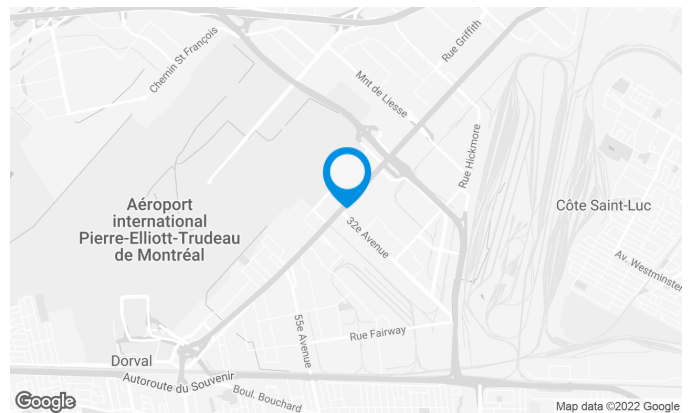 Chemin St François
Rue Griffith
Mnt de Liesse
Rue Hickmore
Aéroport
international
Pierre-Elliott-Trudeau
de Montréal
32e Avenue
Côte Saint-Luc
Av. Westminster
55e Avenue
Rue Fairway
Dorval
Autoroute du Souvenir
Boul. Bouchard
Google
Map data ©2022 Google